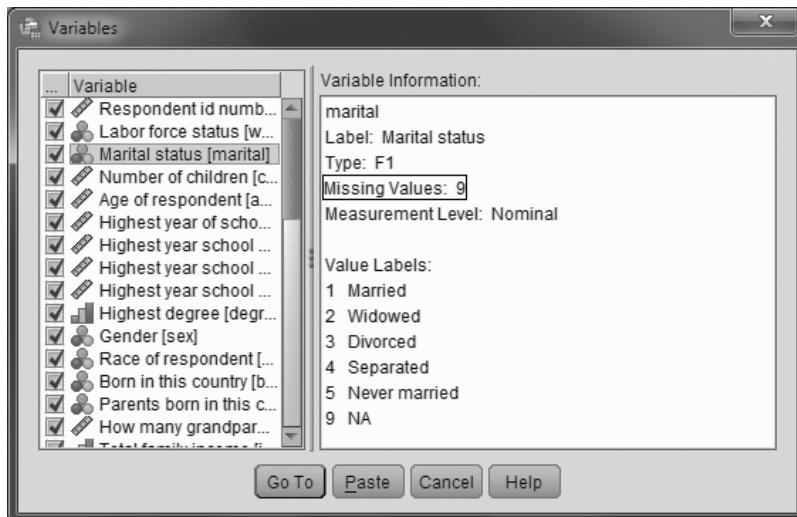 Variables
... Variable
Respondent id numb...
Labor force status [w...
Marital status [marital]
Number of children [c...
Age of respondent [a...
Highest year of scho...
Highest year school ...
Highest year school ...
Highest year school ...
Highest degree [degr...
Gender [sex]
Race of respondent [...
Born in this country [b...
Parents born in this c...
How many grandpar...
Variable Information:
marital
Label: Marital status
Type: F1
Missing Values: 9
Measurement Level: Nominal
Value Labels:
1 Married
2 Widowed
3 Divorced
4 Separated
5 Never married
9 NA
Go To Paste Cancel Help